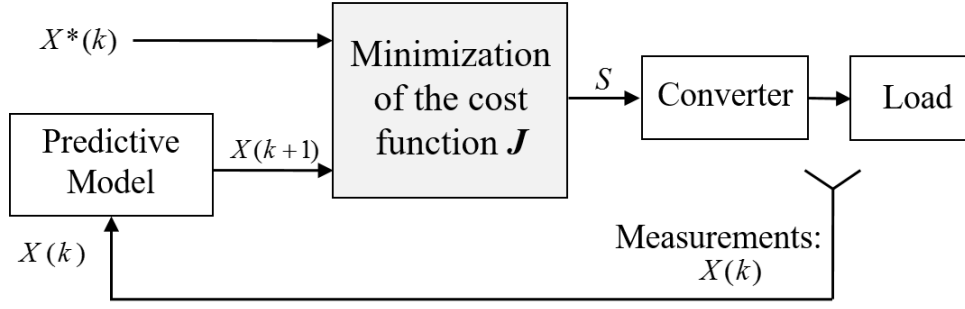 X*(k)
Minimization
of the cost
function J
S
Converter
Load
Predictive
Model
X(k+1)
X(k)
Measurements:
X(k)